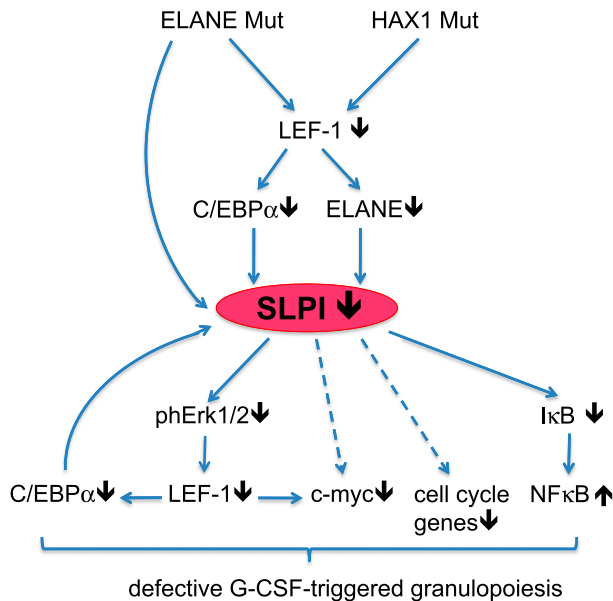 ELANE Mut HAX1 Mut
LEF-1 ↓
C/EBPα↓ ELANE↓
SLPI ↓
phErk1/2↓ IκB ↓
C/EBPα↓ LEF-1↓ c-myc↓ cell cycle NFκB↑
genes↓
defective G-CSF-triggered granulopoiesis